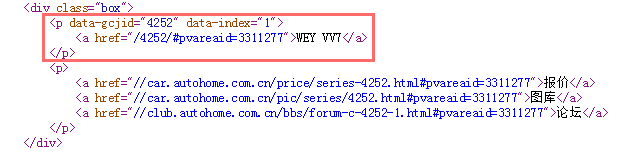 <div class="box">
<p data-gcjid="4252" data-index="1">
<a href="/4252/#pvareaid=3311277">WEY VV7</a>
</p>
<p>
<a href="//car.autohome.com.cn/price/series-4252.html#pvareaid=3311277">报价</a>
<a href="//car.autohome.com.cn/pic/series/4252.html#pvareaid=3311277">图库</a>
<a href="//club.autohome.com.cn/bbs/forum-c-4252-1.html#pvareaid=3311277">论坛</a>
</p>
</div>